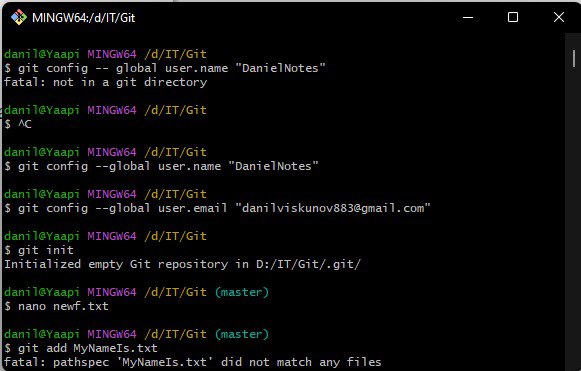 MINGW64:/d/IT/Git
danil@Yaapi MINGW64 /d/IT/Git
$ git config -- global user.name "DanielNotes"
fatal: not in a git directory
danil@Yaapi MINGW64 /d/IT/Git
$ ^C
danil@Yaapi MINGW64 /d/IT/Git
$ git config --global user.name "DanielNotes"
danil@Yaapi MINGW64 /d/IT/Git
$ git config --global user.email "danilviskunov883@gmail.com"
danil@Yaapi MINGW64 /d/IT/Git
$ git init
Initialized empty Git repository in D:/IT/Git/.git/
danil@Yaapi MINGW64 /d/IT/Git (master)
$ nano newf.txt
danil@Yaapi MINGW64 /d/IT/Git (master)
$ git add MyNameIs.txt
fatal: pathspec 'MyNameIs.txt' did not match any files